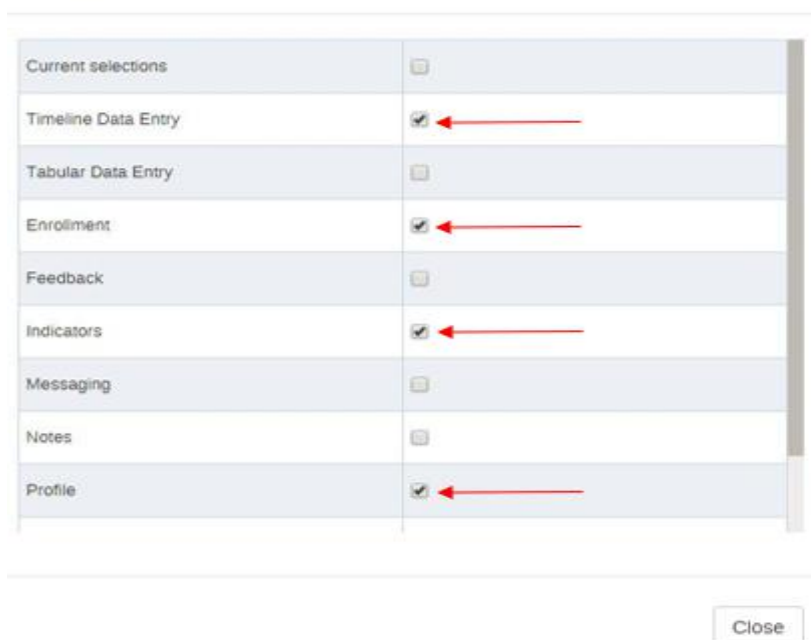 Current selections
Timeline Data Entry
Tabular Data Entry
Enrollment
Feedback
Indicators
Messaging
Notes
Profile
Close